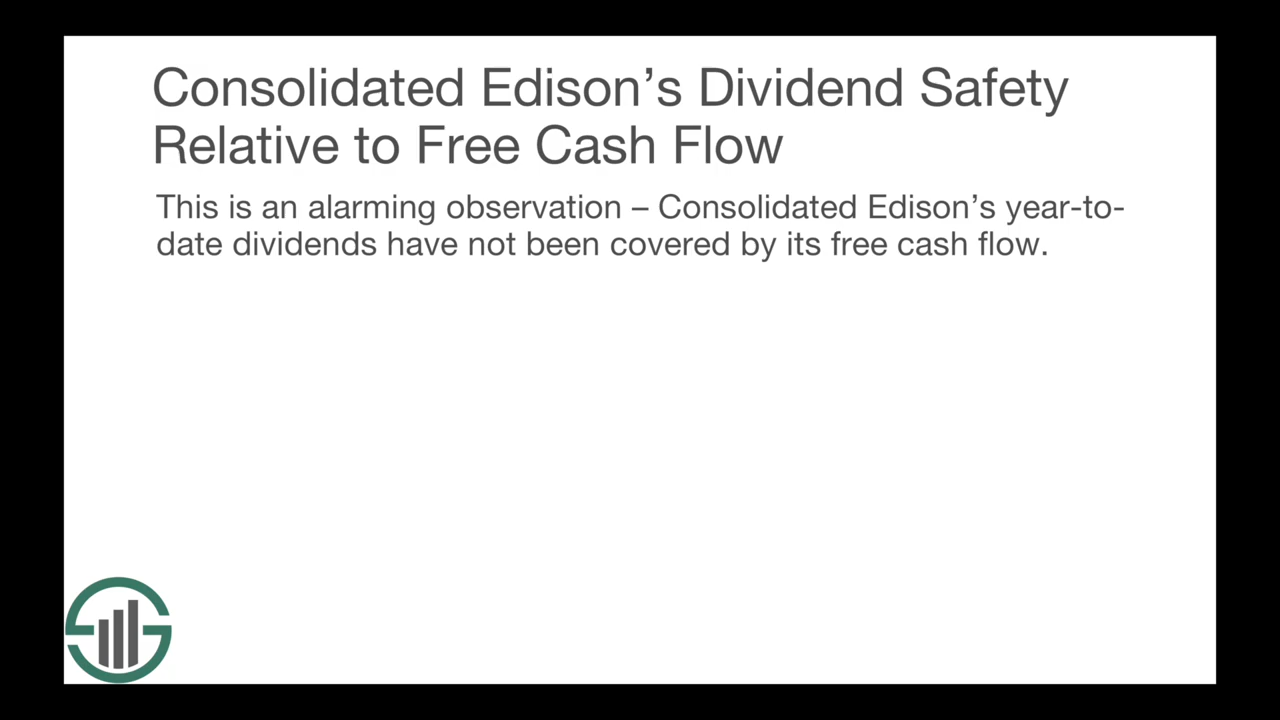 Consolidated Edison’s Dividend Safety
Relative to Free Cash Flow
This is an alarming observation – Consolidated Edison’s year-to-
date dividends have not been covered by its free cash flow.